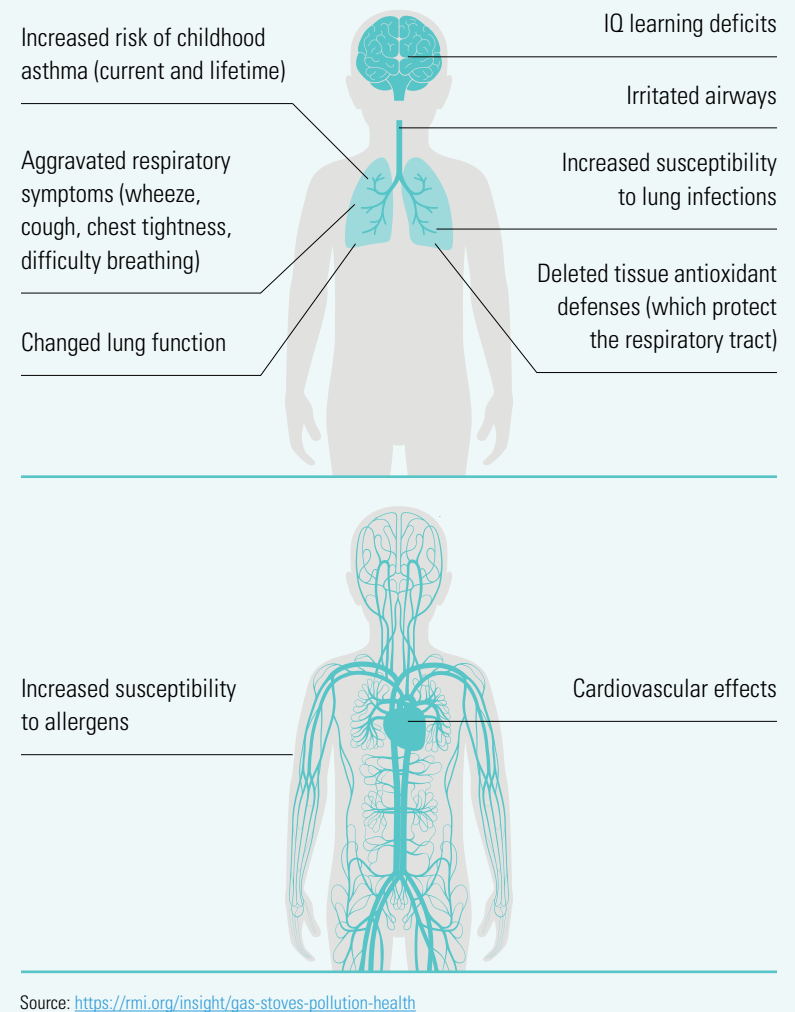 Increased risk of childhood
asthma (current and lifetime)
Aggravated respiratory
symptoms (wheeze,
cough, chest tightness,
difficulty breathing)
Changed lung function
IQ learning deficits
Irritated airways
Increased susceptibility
to lung infections
Deleted tissue antioxidant
defenses (which protect
the respiratory tract)
Increased susceptibility
to allergens
Cardiovascular effects
Source: https://rmi.org/insight/gas-stoves-pollution-health